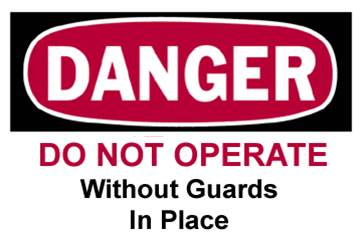 DANGER
DO NOT OPERATE
Without Guards
In Place